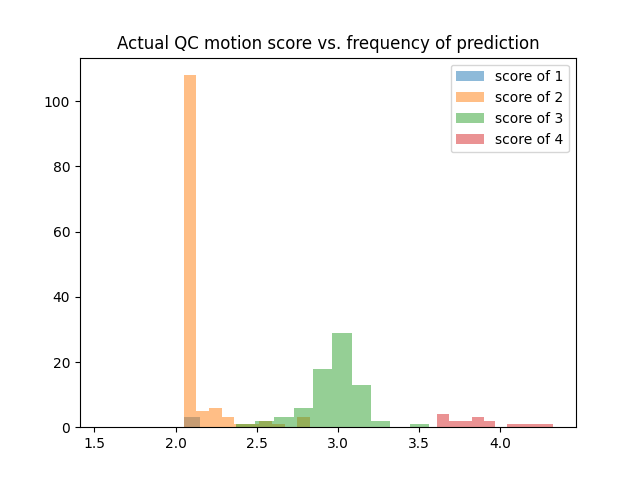 Actual QC motion score vs. frequency of prediction
score of 1
score of 2
score of 3
score of 4
100
80
60
40
20
0
1.5 2.0 2.5 3.0 3.5 4.0